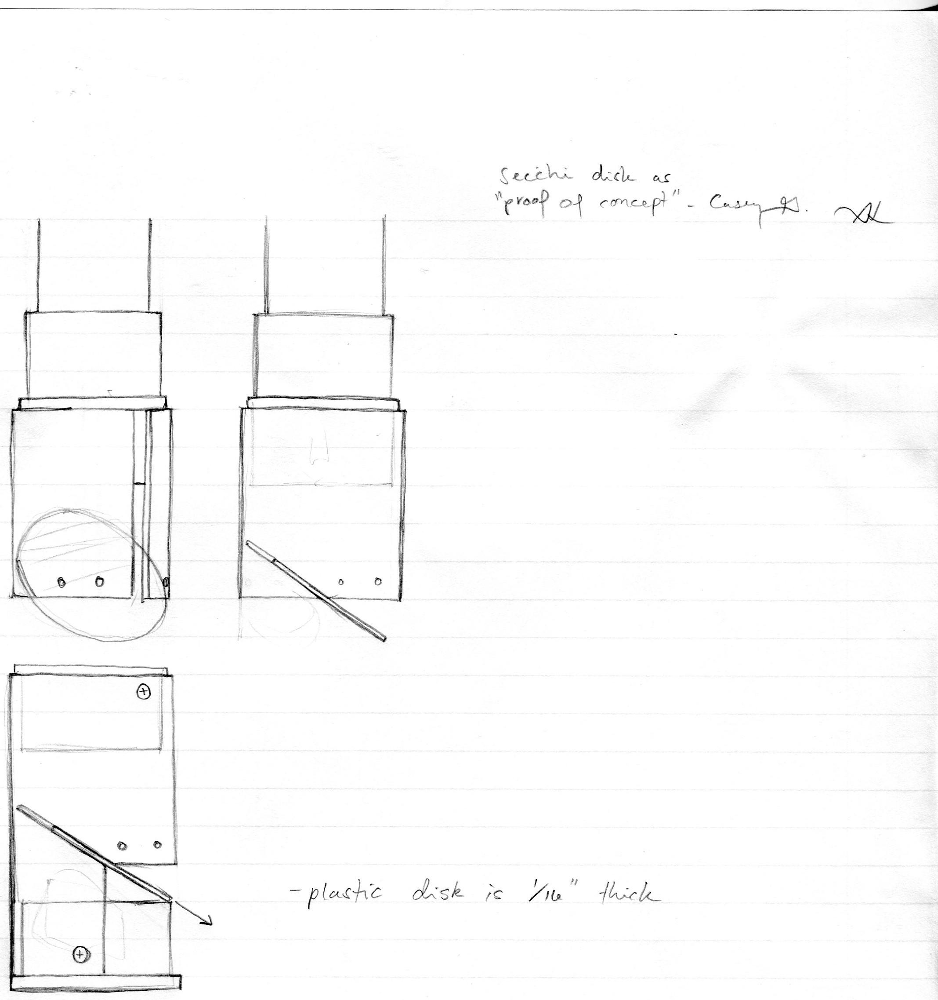 Secchi disk as
"proof of concept" - Casey
-plastic disk is 1/16" thick